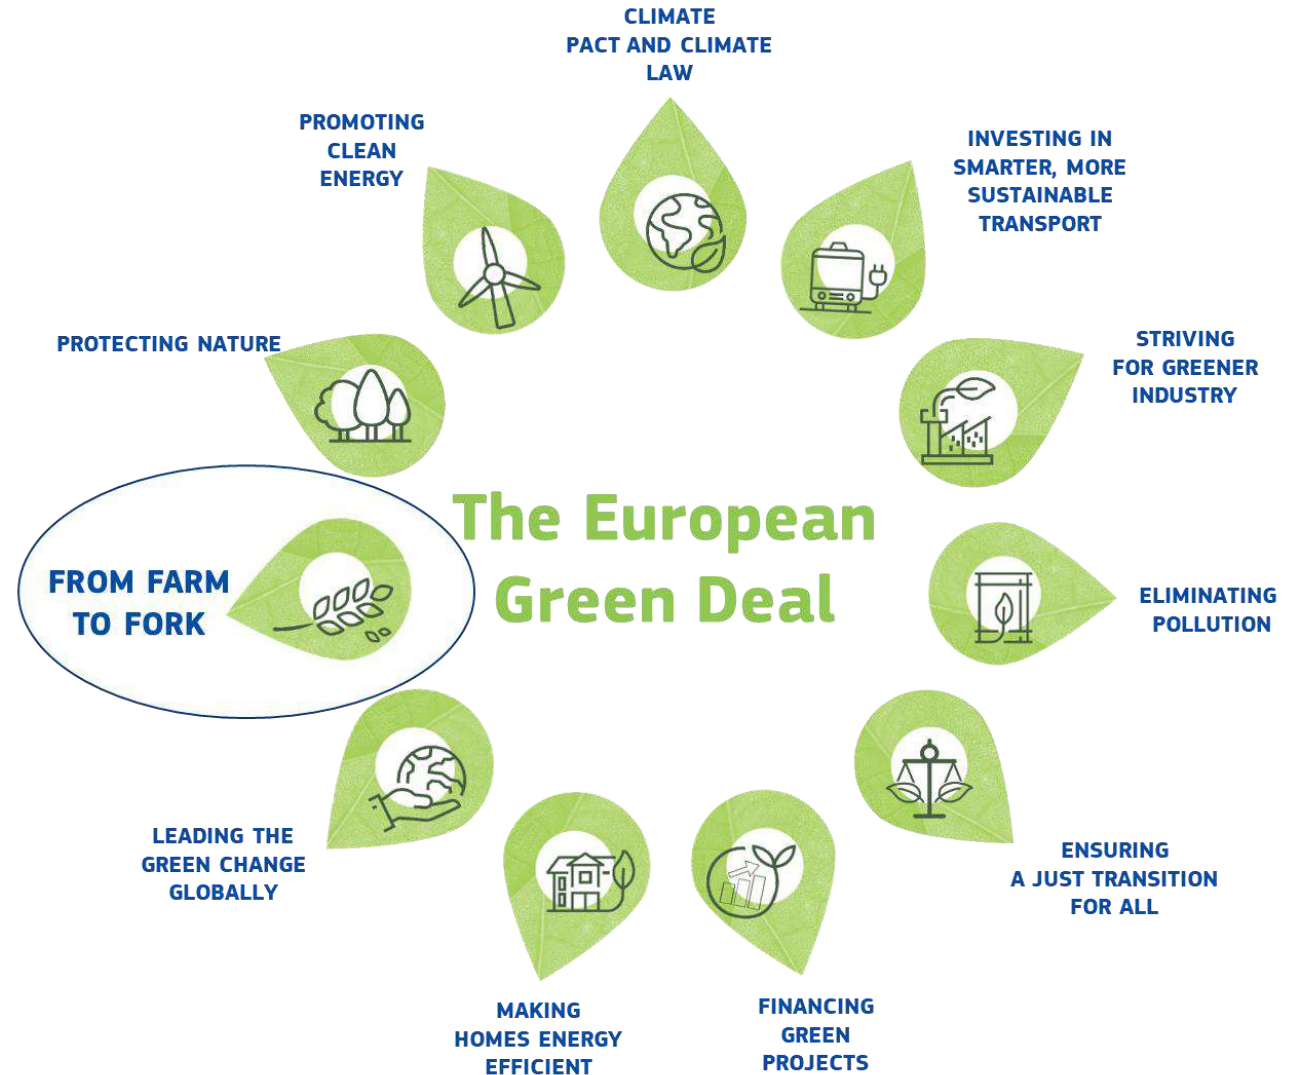 CLIMATE
PACT AND CLIMATE
LAW
INVESTING IN
SMARTER, MORE
SUSTAINABLE
TRANSPORT
STRIVING
FOR GREENER
INDUSTRY
ELIMINATING
POLLUTION
ENSURING
A JUST TRANSITION
FOR ALL
FINANCING
GREEN
PROJECTS
MAKING
HOMES ENERGY
EFFICIENT
LEADING THE
GREEN CHANGE
GLOBALLY
FROM FARM
TO FORK
PROTECTING NATURE
PROMOTING
CLEAN
ENERGY
The European
Green Deal